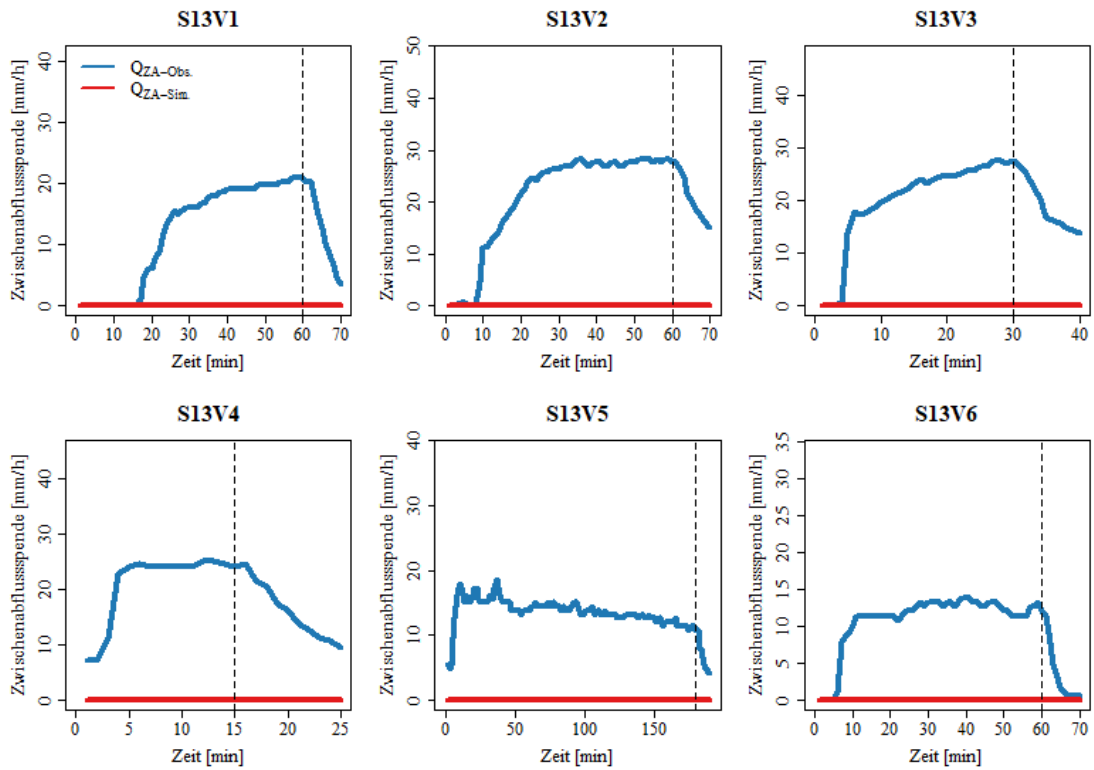 S13V1
Zwischenabflussspende [mm/h]
0 10 20 30 40
Q ZA−Obs.
Q ZA−Sim.
0 10 20 30 40 50 60 70
Zeit [min]
S13V2
Zwischenabflussspende [mm/h]
0 10 20 30 40 50
0 10 20 30 40 50 60 70
Zeit [min]
S13V3
Zwischenabflussspende [mm/h]
0 10 20 30 40
0 10 20 30 40
Zeit [min]
S13V4
Zwischenabflussspende [mm/h]
0 10 20 30 40
0 5 10 15 20 25
Zeit [min]
S13V5
Zwischenabflussspende [mm/h]
0 10 20 30 40
0 50 100 150
Zeit [min]
S13V6
Zwischenabflussspende [mm/h]
0 5 10 15 20 25 30 35
0 10 20 30 40 50 60 70
Zeit [min]